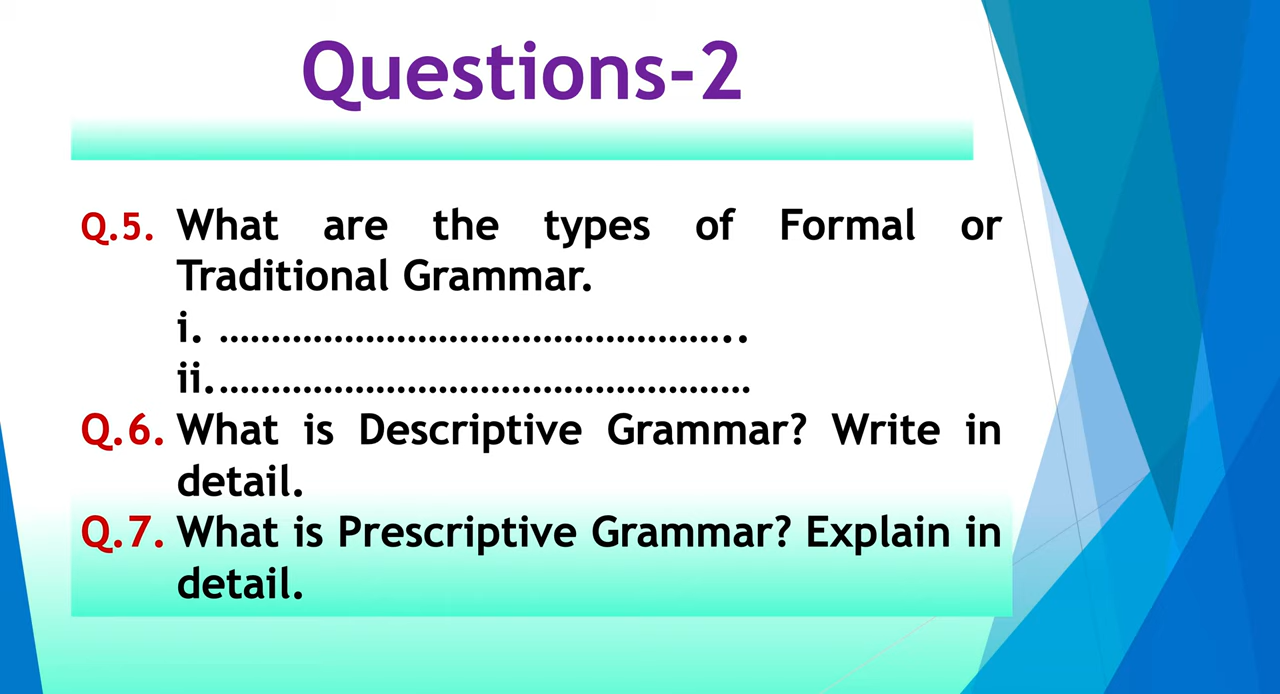 Questions-2
Q.5. What are the types of Formal or
Traditional Grammar.
i. ……………………………………………..
ii.………………………………………………
Q.6. What is Descriptive Grammar? Write in
detail.
Q.7. What is Prescriptive Grammar? Explain in
detail.